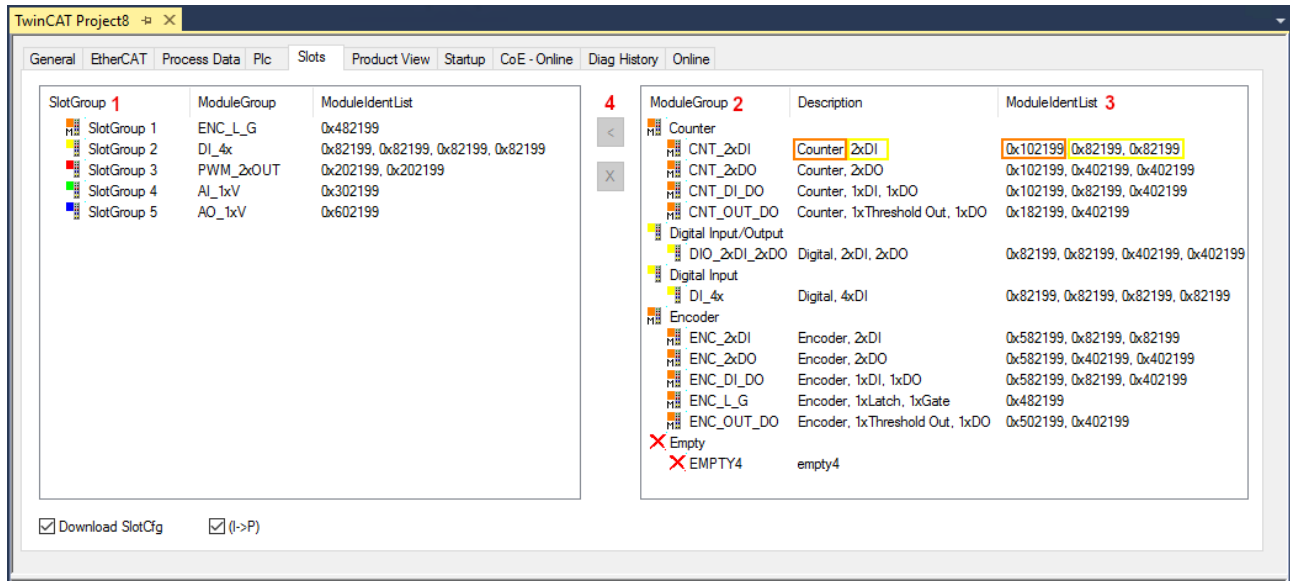 TwinCAT Project8
General EtherCAT Process Data Plc Slots Product View Startup CoE - Online Diag History Online
SlotGroup 1 ModuleGroup ModuleIdentList
SlotGroup 1 ENC_L_G 0x482199
SlotGroup 2 DI_4x 0x82199, 0x82199, 0x82199, 0x82199
SlotGroup 3 PWM_2xOUT 0x202199, 0x202199
SlotGroup 4 AI_1xV 0x302199
SlotGroup 5 AO_1xV 0x602199
4
<
X
ModuleGroup 2 Description ModuleIdentList 3
Counter
CNT_2xDI Counter, 2xDI 0x102199, 0x82199, 0x82199
CNT_2xDO Counter, 2xDO 0x102199, 0x402199, 0x402199
CNT_DI_DO Counter, 1xDI, 1xDO 0x102199, 0x82199, 0x402199
CNT_OUT_DO Counter, 1xThreshold Out, 1xDO 0x182199, 0x402199
Digital Input/Output
DIO_2xDI_2xDO Digital, 2xDI, 2xDO 0x82199, 0x82199, 0x402199, 0x402199
Digital Input
DI_4x Digital, 4xDI 0x82199, 0x82199, 0x82199, 0x82199
Encoder
ENC_2xDI Encoder, 2xDI 0x582199, 0x82199, 0x82199
ENC_2xDO Encoder, 2xDO 0x582199, 0x402199, 0x402199
ENC_DI_DO Encoder, 1xDI, 1xDO 0x582199, 0x82199, 0x402199
ENC_L_G Encoder, 1xLatch, 1xGate 0x482199
ENC_OUT_DO Encoder, 1xThreshold Out, 1xDO 0x502199, 0x402199
Empty
EMPTY4 empty4
Download SlotCfg (I->P)